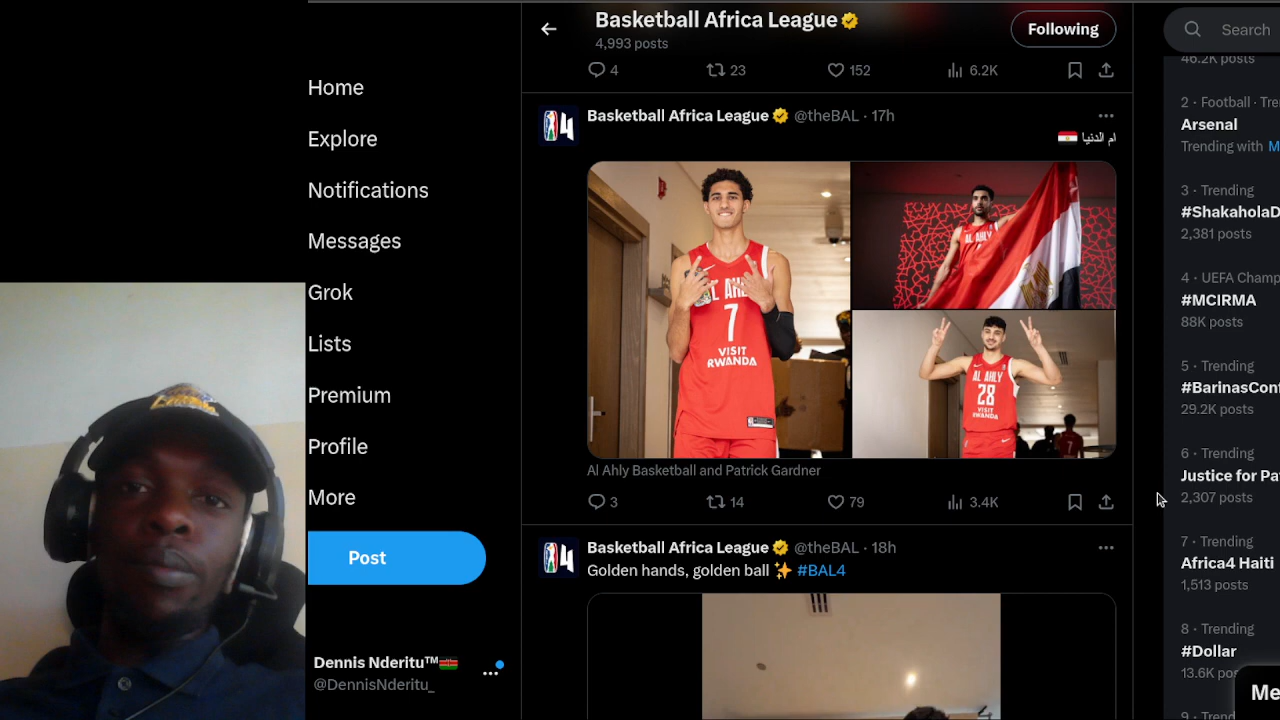 Home
Explore
Notifications
Messages
Grok
Lists
Premium
Profile
More
Post
Dennis Nderitu™🇰🇪
@DennisNderitu_
Basketball Africa League
4,993 posts
Following
4 23 152 6.2K
Basketball Africa League @theBAL · 17h
ام الدنيا 🇪🇬
AL AHLY
7
VISIT
RWANDA
AL AHLY
AL AHLY
28
VISIT
RWANDA
Al Ahly Basketball and Patrick Gardner
3 14 79 3.4K
Basketball Africa League @theBAL · 18h
Golden hands, golden ball ✨ #BAL4
Search
46.2K posts
2 · Football · Tre
Arsenal
Trending with M
3 · Trending
#ShakaholaD
2,381 posts
4 · UEFA Champ
#MCIRMA
88K posts
5 · Trending
#BarinasConf
29.2K posts
6 · Trending
Justice for Pa
2,307 posts
7 · Trending
Africa4 Haiti
1,513 posts
8 · Trending
#Dollar
13.6K pos
9 · Trend
Me